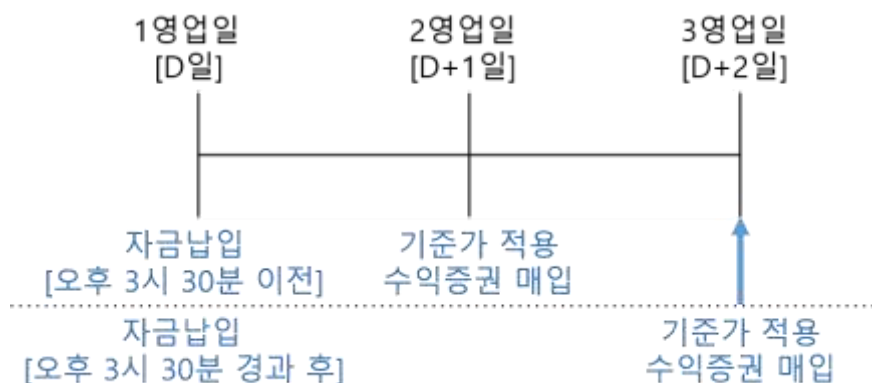 1영업일 2영업일 3영업일
[D일] [D+1일] [D+2일]
자금납입 기준가 적용
[오후 3시 30분 이전] 수익증권 매입
자금납입 기준가 적용
[오후 3시 30분 경과 후] 수익증권 매입